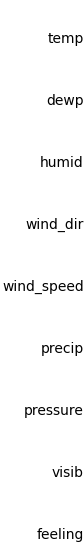 temp
dewp
humid
wind_dir
wind_speed
precip
pressure
visib
feeling